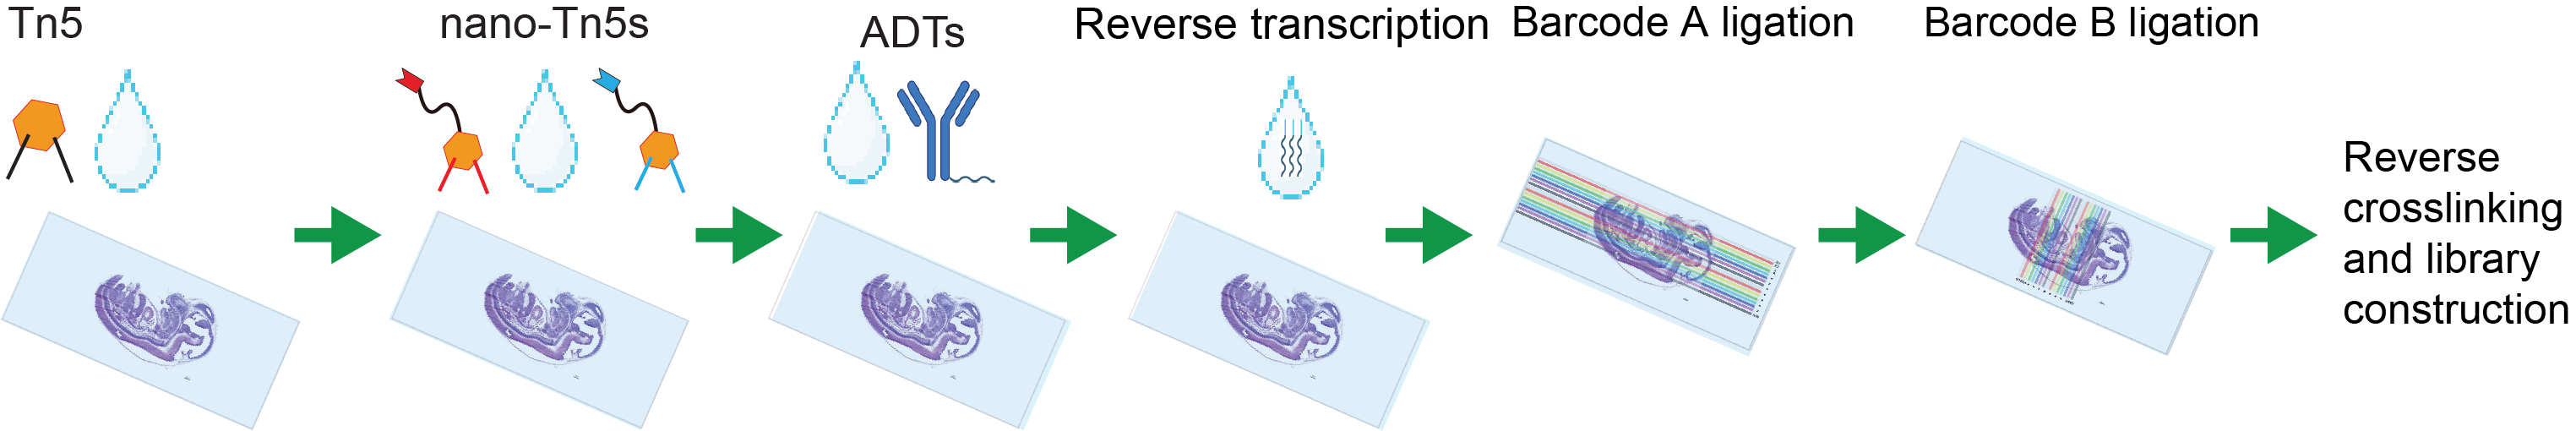 Tn5
nano-Tn5s
ADTs
Reverse transcription
Barcode A ligation
Barcode B ligation
Reverse
crosslinking
and library
construction